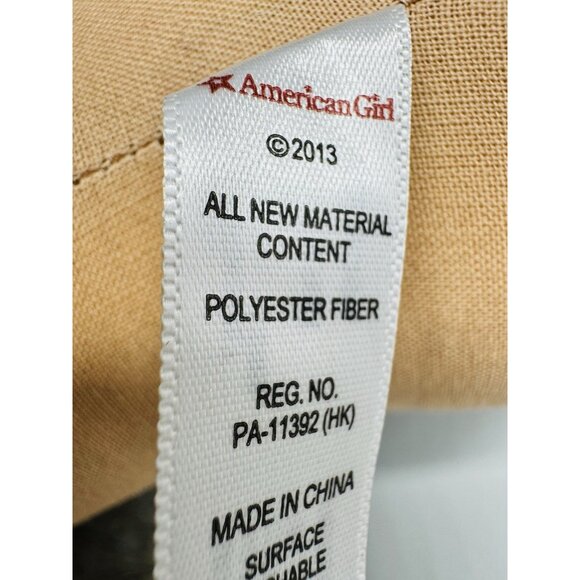 American Girl
©2013
ALL NEW MATERIAL
CONTENT
POLYESTER FIBER
REG. NO.
PA-11392 (HK)
MADE IN CHINA
SURFACE